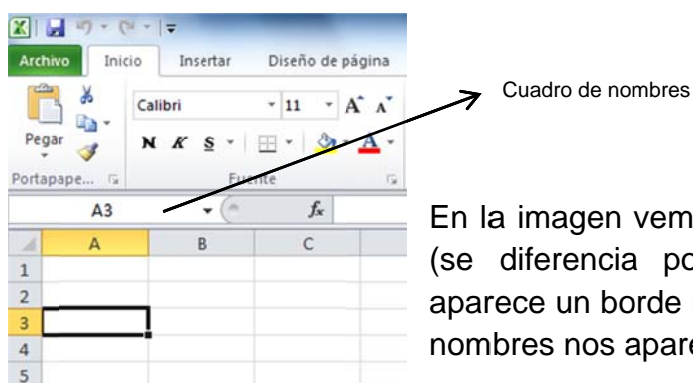 Archivo Inicio Insertar Diseño de página
Calibri 11 A A
Pegar
N K S A
Portapape... Fuente
Cuadro de nombres
A3 fx
A B C
1
2
3
4
5
En la imagen vem
(se diferencia po
aparece un borde
nombres nos apare